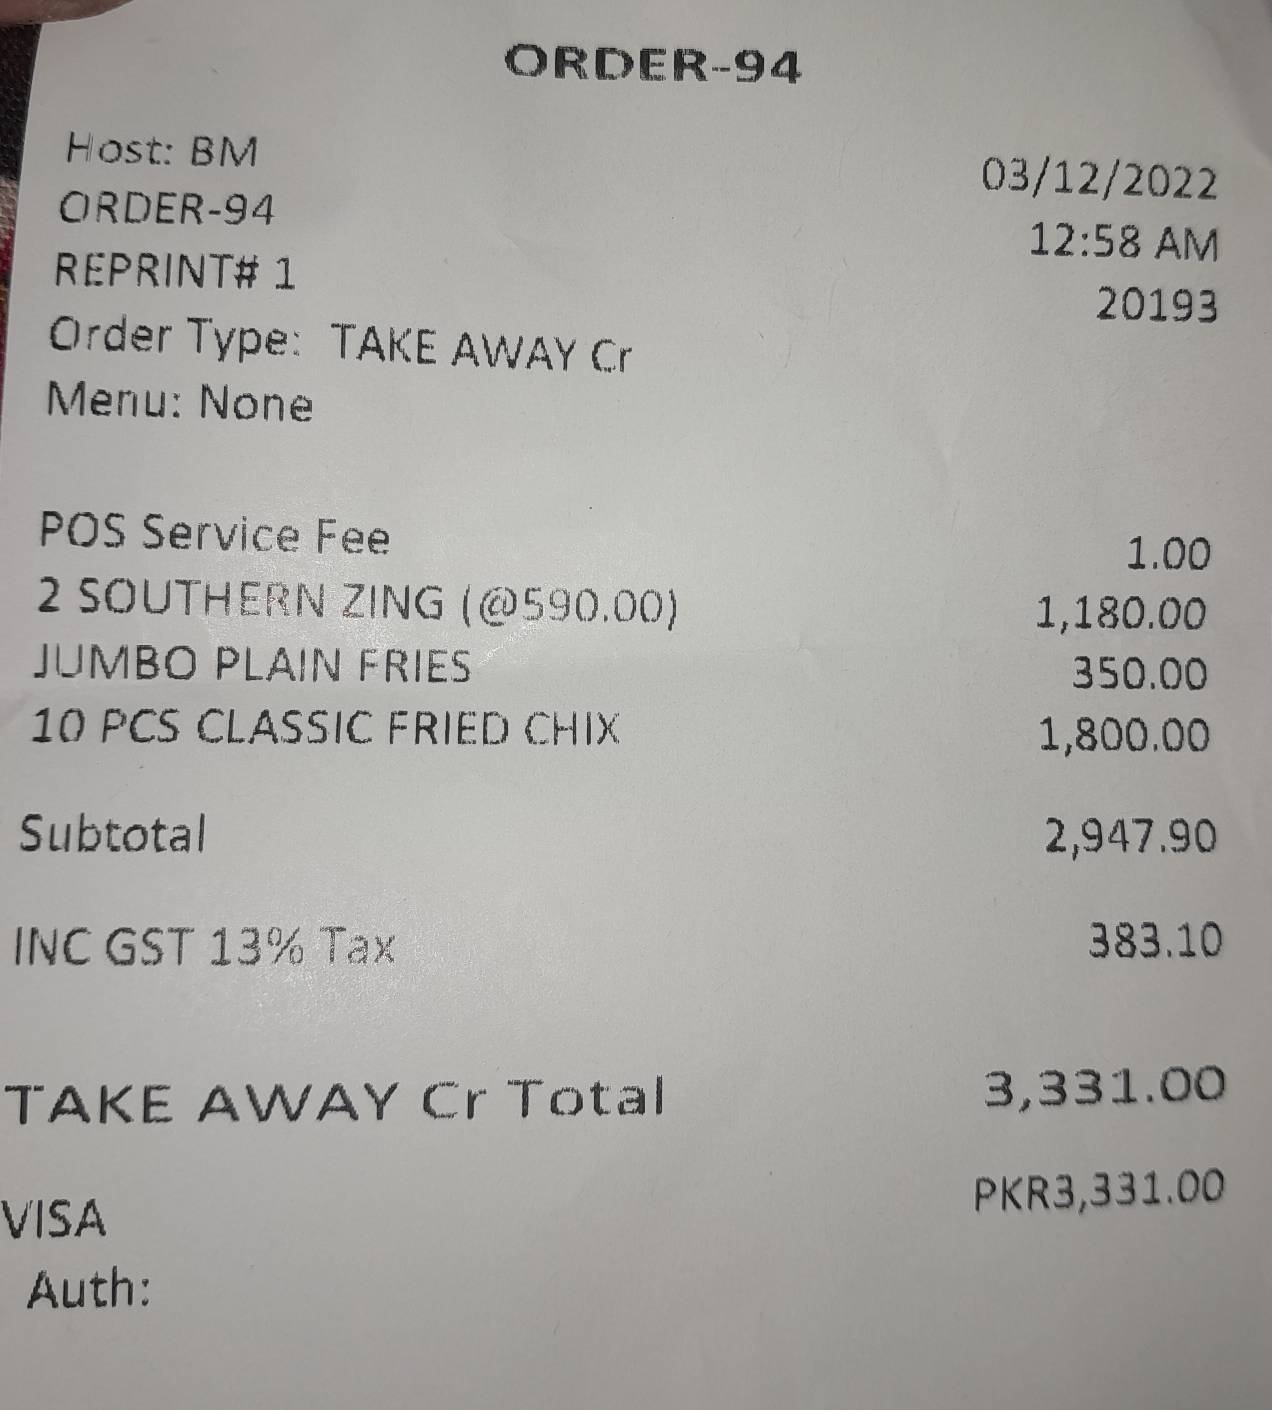 ORDER-94
Host: BM
03/12/2022
ORDER-94
12:58 AM
REPRINT# 1
20193
Order Type: TAKE AWAY Cr
Menu: None
POS Service Fee 1.00
2 SOUTHERN ZING (@590.00) 1,180.00
JUMBO PLAIN FRIES 350.00
10 PCS CLASSIC FRIED CHIX 1,800.00
Subtotal 2,947.90
INC GST 13% Tax 383.10
TAKE AWAY Cr Total 3,331.00
VISA PKR3,331.00
Auth: